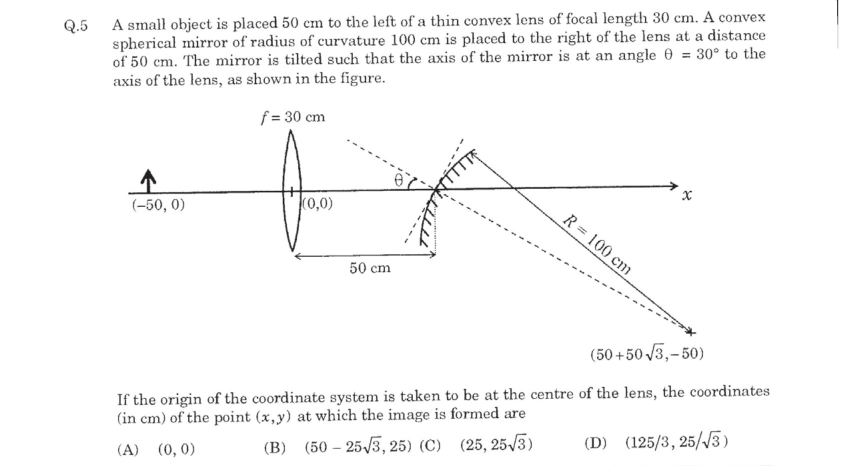 Q.5 A small object is placed 50 cm to the left of a thin convex lens of focal length 30 cm. A convex
spherical mirror of radius of curvature 100 cm is placed to the right of the lens at a distance
of 50 cm. The mirror is tilted such that the axis of the mirror is at an angle θ = 30° to the
axis of the lens, as shown in the figure.
f = 30 cm
θ
x
(–50, 0)
(0,0)
R = 100 cm
50 cm
(50 +50√3,–50)
If the origin of the coordinate system is taken to be at the centre of the lens, the coordinates
(in cm) of the point (x,y) at which the image is formed are
(A) (0, 0) (B) (50 – 25√3, 25) (C) (25, 25√3) (D) (125/3, 25/√3)